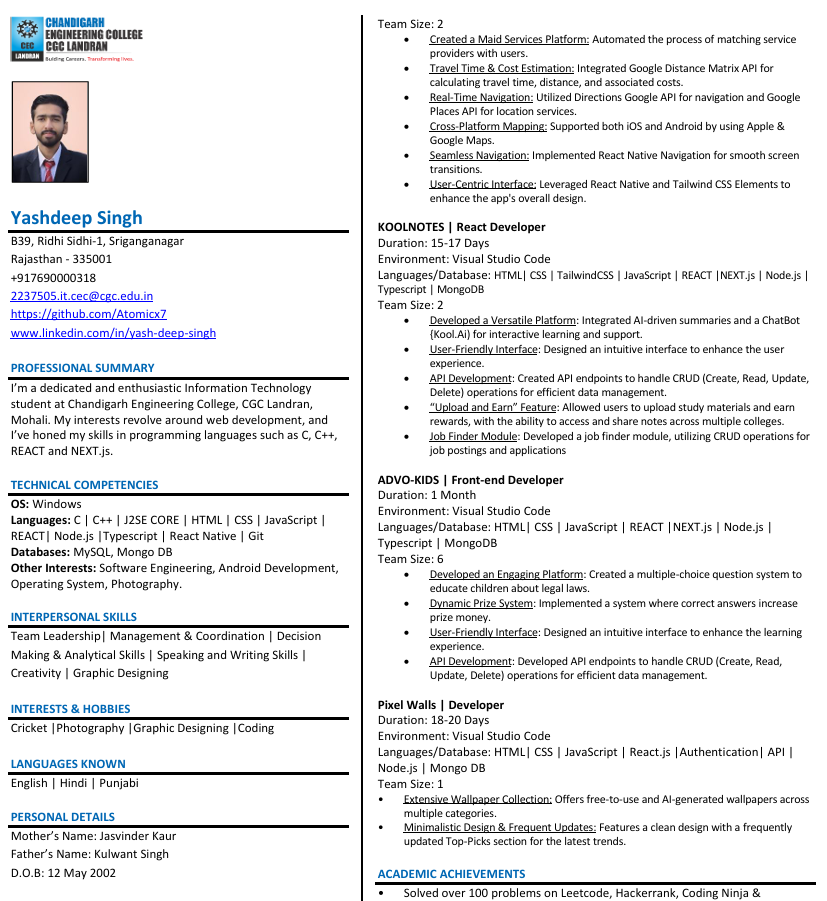 CHANDIGARH
ENGINEERING COLLEGE
CGC LANDRAN
CEC
LANDRAN
Building Careers. Transforming lives.
Yashdeep Singh
B39, Ridhi Sidhi-1, Sriganganagar
Rajasthan - 335001
+917690000318
2237505.it.cec@cgc.edu.in
https://github.com/Atomicx7
www.linkedin.com/in/yash-deep-singh
PROFESSIONAL SUMMARY
I’m a dedicated and enthusiastic Information Technology
student at Chandigarh Engineering College, CGC Landran,
Mohali. My interests revolve around web development, and
I’ve honed my skills in programming languages such as C, C++,
REACT and NEXT.js.
TECHNICAL COMPETENCIES
OS: Windows
Languages: C | C++ | J2SE CORE | HTML | CSS | JavaScript |
REACT| Node.js |Typescript | React Native | Git
Databases: MySQL, Mongo DB
Other Interests: Software Engineering, Android Development,
Operating System, Photography.
INTERPERSONAL SKILLS
Team Leadership| Management & Coordination | Decision
Making & Analytical Skills | Speaking and Writing Skills |
Creativity | Graphic Designing
INTERESTS & HOBBIES
Cricket |Photography |Graphic Designing |Coding
LANGUAGES KNOWN
English | Hindi | Punjabi
PERSONAL DETAILS
Mother’s Name: Jasvinder Kaur
Father’s Name: Kulwant Singh
D.O.B: 12 May 2002
Team Size: 2
• Created a Maid Services Platform: Automated the process of matching service
providers with users.
• Travel Time & Cost Estimation: Integrated Google Distance Matrix API for
calculating travel time, distance, and associated costs.
• Real-Time Navigation: Utilized Directions Google API for navigation and Google
Places API for location services.
• Cross-Platform Mapping: Supported both iOS and Android by using Apple &
Google Maps.
• Seamless Navigation: Implemented React Native Navigation for smooth screen
transitions.
• User-Centric Interface: Leveraged React Native and Tailwind CSS Elements to
enhance the app's overall design.
KOOLNOTES | React Developer
Duration: 15-17 Days
Environment: Visual Studio Code
Languages/Database: HTML| CSS | TailwindCSS | JavaScript | REACT |NEXT.js | Node.js |
Typescript | MongoDB
Team Size: 2
• Developed a Versatile Platform: Integrated AI-driven summaries and a ChatBot
{Kool.Ai) for interactive learning and support.
• User-Friendly Interface: Designed an intuitive interface to enhance the user
experience.
• API Development: Created API endpoints to handle CRUD (Create, Read, Update,
Delete) operations for efficient data management.
• “Upload and Earn” Feature: Allowed users to upload study materials and earn
rewards, with the ability to access and share notes across multiple colleges.
• Job Finder Module: Developed a job finder module, utilizing CRUD operations for
job postings and applications
ADVO-KIDS | Front-end Developer
Duration: 1 Month
Environment: Visual Studio Code
Languages/Database: HTML| CSS | JavaScript | REACT |NEXT.js | Node.js |
Typescript | MongoDB
Team Size: 6
• Developed an Engaging Platform: Created a multiple-choice question system to
educate children about legal laws.
• Dynamic Prize System: Implemented a system where correct answers increase
prize money.
• User-Friendly Interface: Designed an intuitive interface to enhance the learning
experience.
• API Development: Developed API endpoints to handle CRUD (Create, Read,
Update, Delete) operations for efficient data management.
Pixel Walls | Developer
Duration: 18-20 Days
Environment: Visual Studio Code
Languages/Database: HTML| CSS | JavaScript | React.js |Authentication| API |
Node.js | Mongo DB
Team Size: 1
• Extensive Wallpaper Collection: Offers free-to-use and AI-generated wallpapers across
multiple categories.
• Minimalistic Design & Frequent Updates: Features a clean design with a frequently
updated Top-Picks section for the latest trends.
ACADEMIC ACHIEVEMENTS
• Solved over 100 problems on Leetcode, Hackerrank, Coding Ninja &